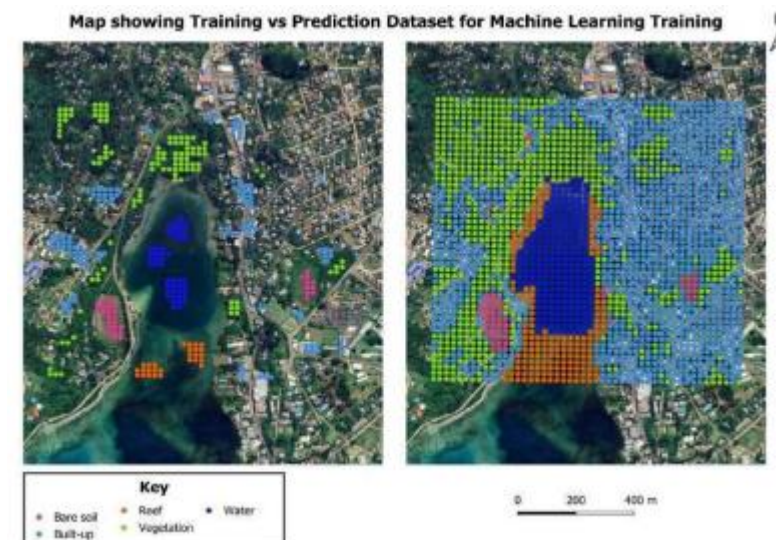 Map showing Training vs Prediction Dataset for Machine Learning Training
Key
Bare soil
Built-up
Reef
Vegetation
Water
0 200 400 m